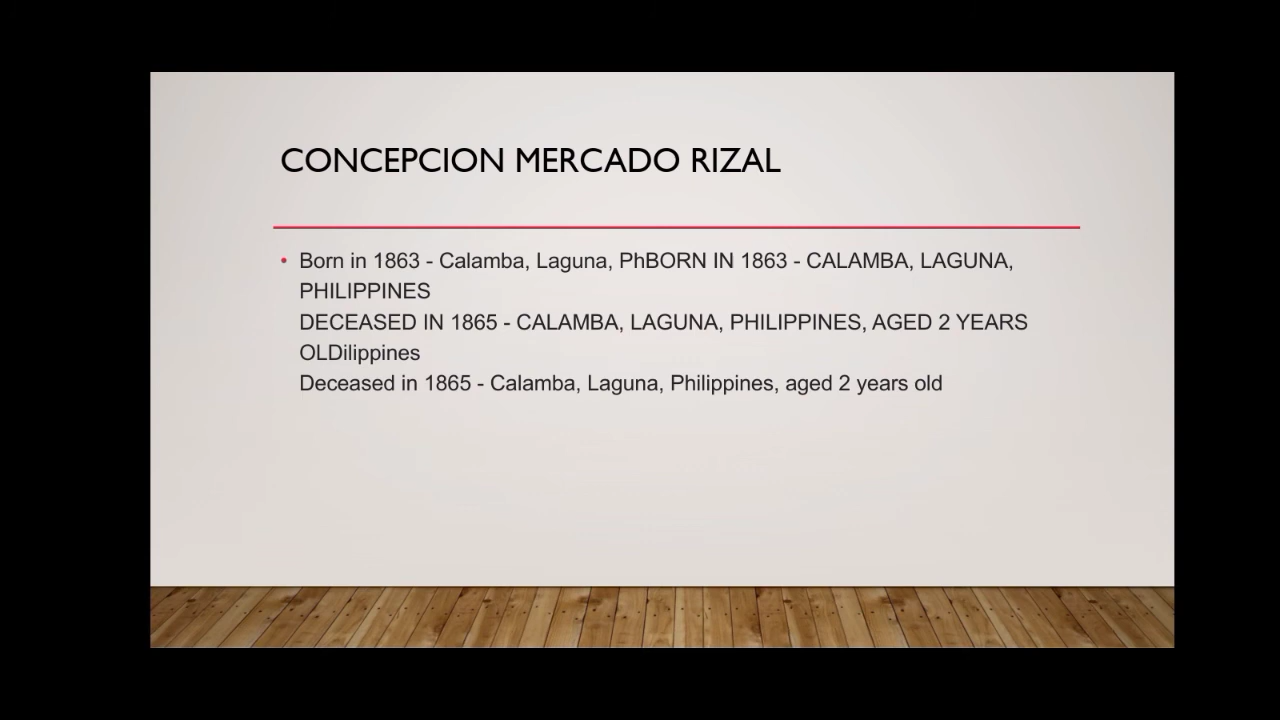 CONCEPCION MERCADO RIZAL
• Born in 1863 - Calamba, Laguna, PhBORN IN 1863 - CALAMBA, LAGUNA,
PHILIPPINES
DECEASED IN 1865 - CALAMBA, LAGUNA, PHILIPPINES, AGED 2 YEARS
OLDilippines
Deceased in 1865 - Calamba, Laguna, Philippines, aged 2 years old